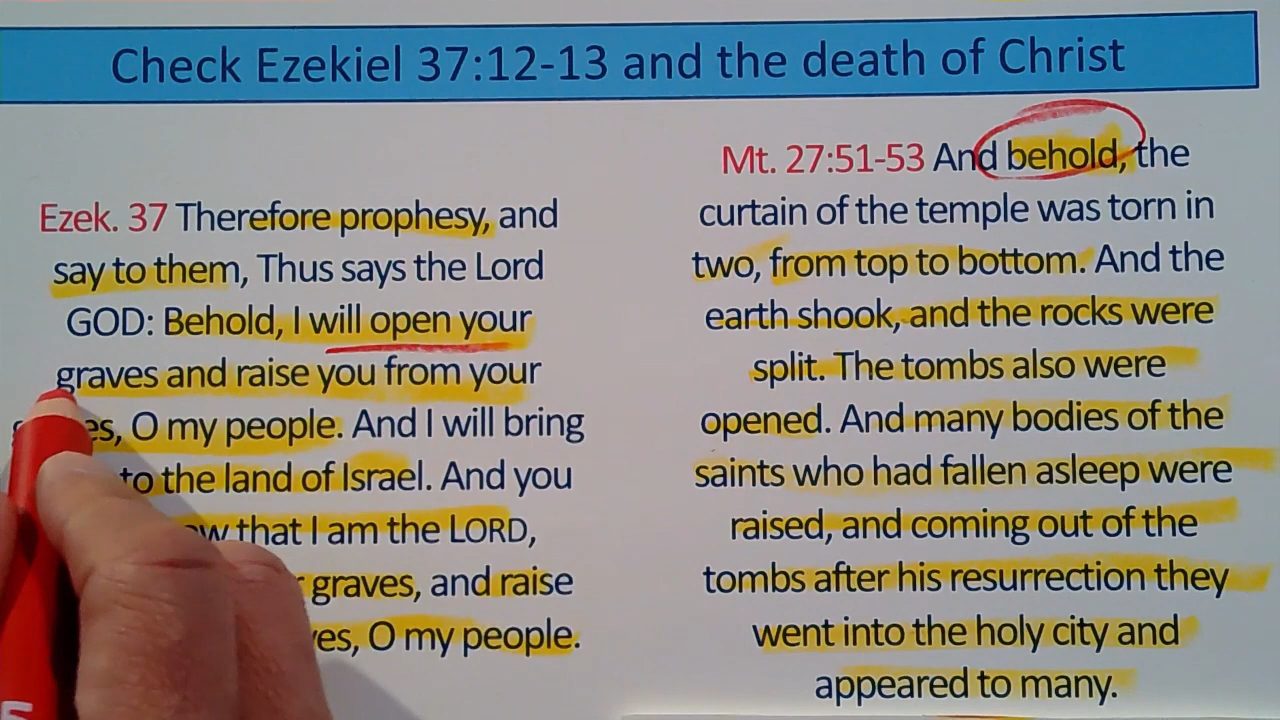 Check Ezekiel 37:12-13 and the death of Christ
Ezek. 37 Therefore prophesy, and
say to them, Thus says the Lord
GOD: Behold, I will open your
graves and raise you from your
es, O my people. And I will bring
to the land of Israel. And you
ow that I am the LORD,
graves, and raise
ves, O my people.
Mt. 27:51-53 And behold, the
curtain of the temple was torn in
two, from top to bottom. And the
earth shook, and the rocks were
split. The tombs also were
opened. And many bodies of the
saints who had fallen asleep were
raised, and coming out of the
tombs after his resurrection they
went into the holy city and
appeared to many.